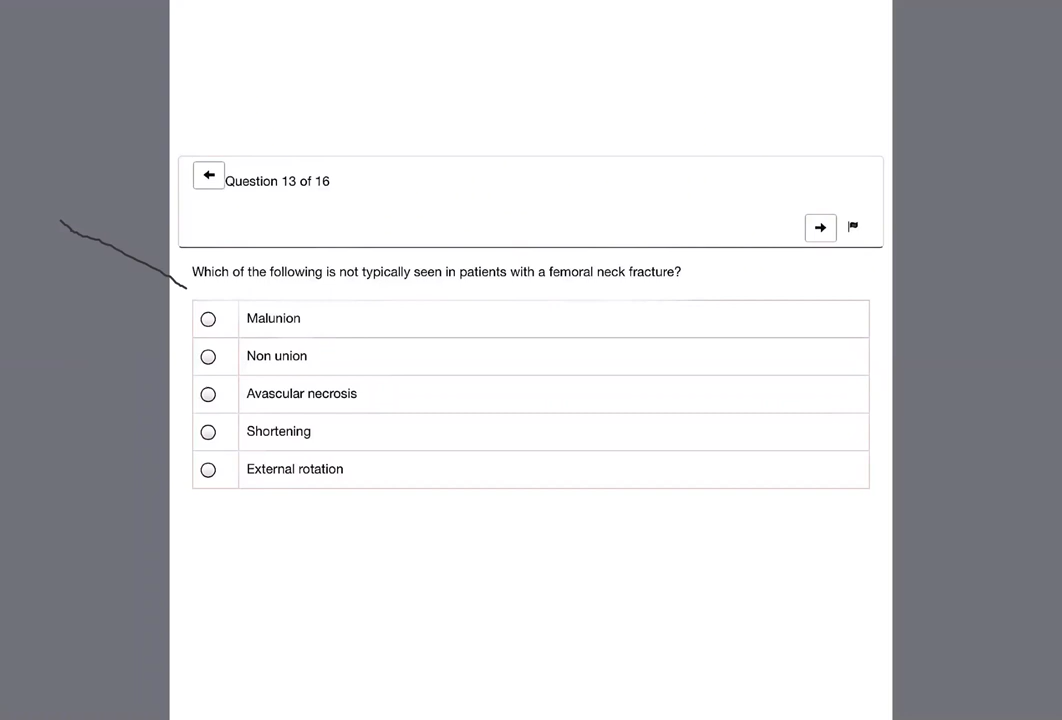 Question 13 of 16
Which of the following is not typically seen in patients with a femoral neck fracture?
Malunion
Non union
Avascular necrosis
Shortening
External rotation